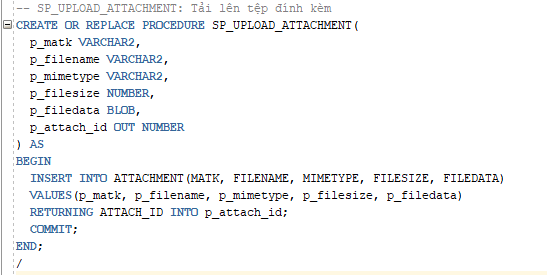 -- SP_UPLOAD_ATTACHMENT: Tải lên tệp đính kèm
CREATE OR REPLACE PROCEDURE SP_UPLOAD_ATTACHMENT(
  p_matk VARCHAR2,
  p_filename VARCHAR2,
  p_mimetype VARCHAR2,
  p_filesize NUMBER,
  p_filedata BLOB,
  p_attach_id OUT NUMBER
) AS
BEGIN
  INSERT INTO ATTACHMENT(MATK, FILENAME, MIMETYPE, FILESIZE, FILEDATA)
  VALUES(p_matk, p_filename, p_mimetype, p_filesize, p_filedata)
  RETURNING ATTACH_ID INTO p_attach_id;
  COMMIT;
END;
/